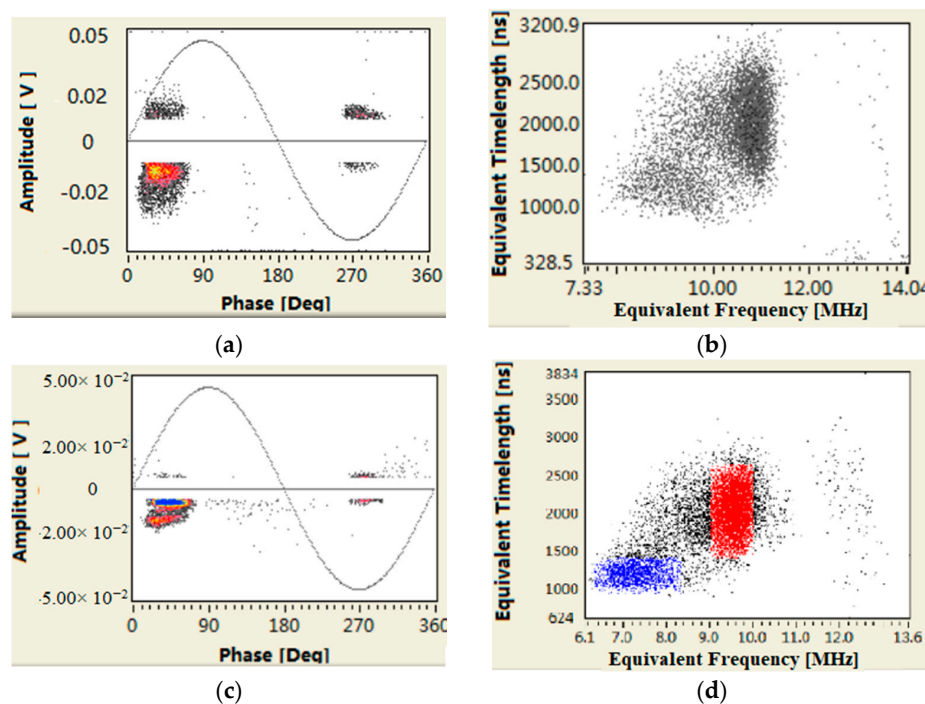 0.05
0.02
0
-0.02
-0.05
Amplitude [ V ]
0 90 180 270 360
Phase [Deg]
(a)
3200.9
2500.0
2000.0
1500.0
1000.0
328.5
Equivalent Timelength [ns]
7.33 10.00 12.00 14.04
Equivalent Frequency [MHz]
(b)
5.00× 10⁻²
2.00× 10⁻²
0
-2.00× 10⁻²
-5.00× 10⁻²
Amplitude [ V ]
0 90 180 270 360
Phase [Deg]
(c)
3834
3500
3000
2500
2000
1500
1000
624
Equivalent Timelength [ns]
6.1 7.0 8.0 9.0 10.0 11.0 12.0 13.6
Equivalent Frequency [MHz]
(d)